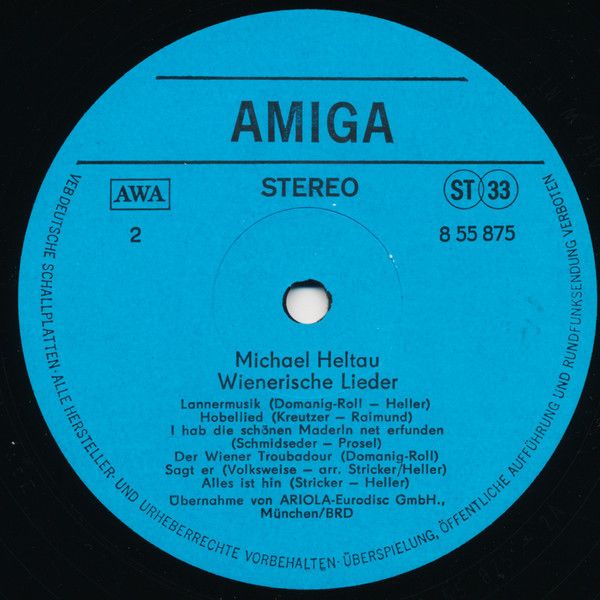 AMIGA
AWA
STEREO
ST 33
2
8 55 875
Michael Heltau
Wienerische Lieder
Lannermusik (Domanig-Roll – Heller)
Hobellied (Kreutzer – Raimund)
I hab die schönen Maderln net erfunden
(Schmidseder – Prosel)
Der Wiener Troubadour (Domanig-Roll)
Sagt er (Volksweise – arr. Stricker/Heller)
Alles ist hin (Stricker – Heller)
Übernahme von ARIOLA-Eurodisc GmbH.,
München/BRD
VEB DEUTSCHE SCHALLPLATTEN · ALLE HERSTELLER- UND URHEBERRECHTE VORBEHALTEN · ÜBERSPIELUNG, ÖFFENTLICHE AUFFÜHRUNG UND RUNDFUNKSENDUNG VERBOTEN